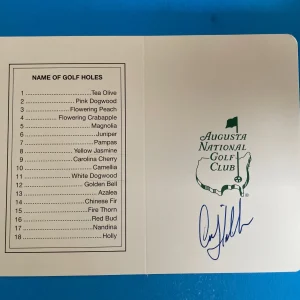 NAME OF GOLF HOLES
1 Tea Olive
2 Pink Dogwood
3 Flowering Peach
4 Flowering Crabapple
5 Magnolia
6 Juniper
7 Pampas
8 Yellow Jasmine
9 Carolina Cherry
10 Camellia
11 White Dogwood
12 Golden Bell
13 Azalea
14 Chinese Fir
15 Fire Thorn
16 Red Bud
17 Nandina
18 Holly
AUGUSTA
NATIONAL
GOLF
CLUB
®